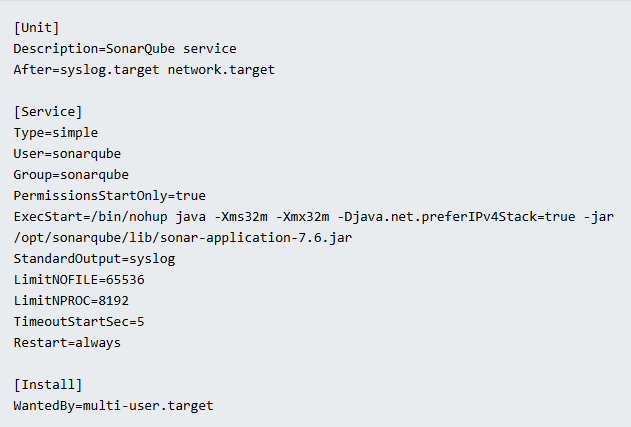 [Unit]
Description=SonarQube service
After=syslog.target network.target
[Service]
Type=simple
User=sonarqube
Group=sonarqube
PermissionsStartOnly=true
ExecStart=/bin/nohup java -Xms32m -Xmx32m -Djava.net.preferIPv4Stack=true -jar
/opt/sonarqube/lib/sonar-application-7.6.jar
StandardOutput=syslog
LimitNOFILE=65536
LimitNPROC=8192
TimeoutStartSec=5
Restart=always
[Install]
WantedBy=multi-user.target